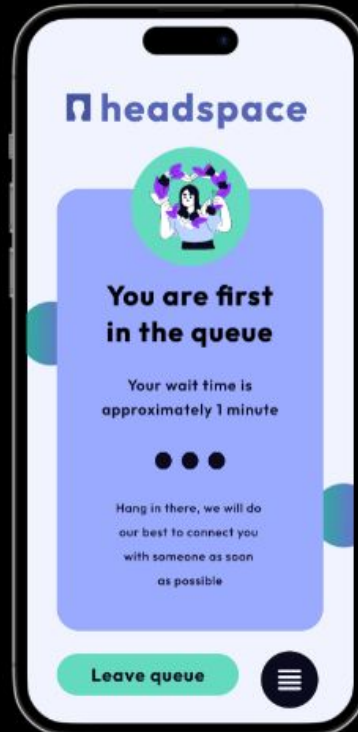 headspace
You are first
in the queue
Your wait time is
approximately 1 minute
Hang in there, we will do
our best to connect you
with someone as soon
as possible
Leave queue